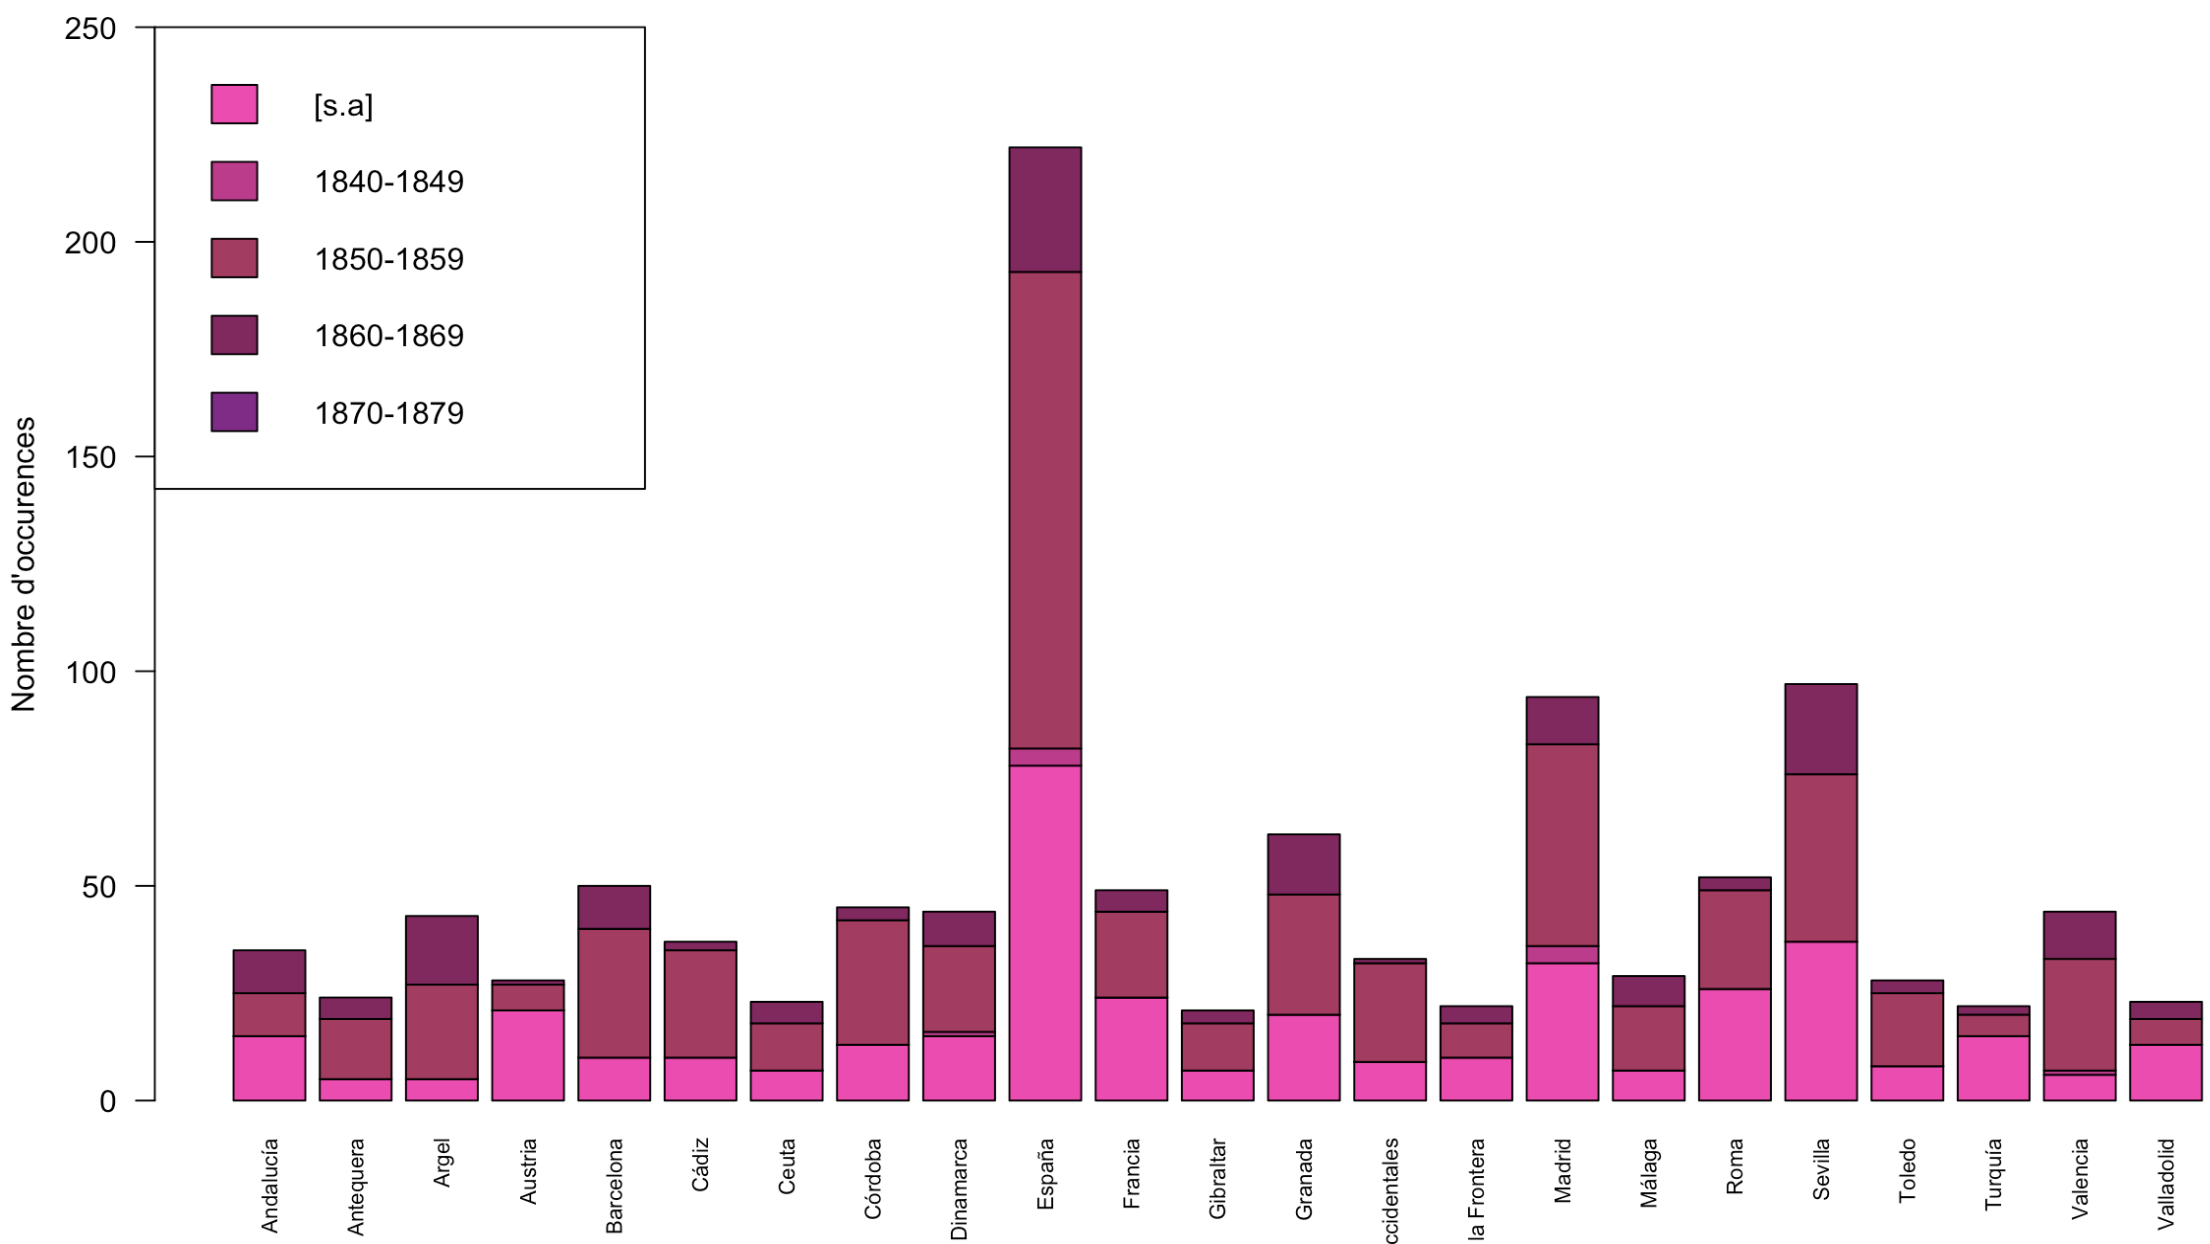 250
200
150
100
50
0
Nombre d'occurences
[s.a]
1840-1849
1850-1859
1860-1869
1870-1879
Andalucía
Antequera
Argel
Austria
Barcelona
Cádiz
Ceuta
Córdoba
Dinamarca
España
Francia
Gibraltar
Granada
ccidentales
la Frontera
Madrid
Málaga
Roma
Sevilla
Toledo
Turquía
Valencia
Valladolid